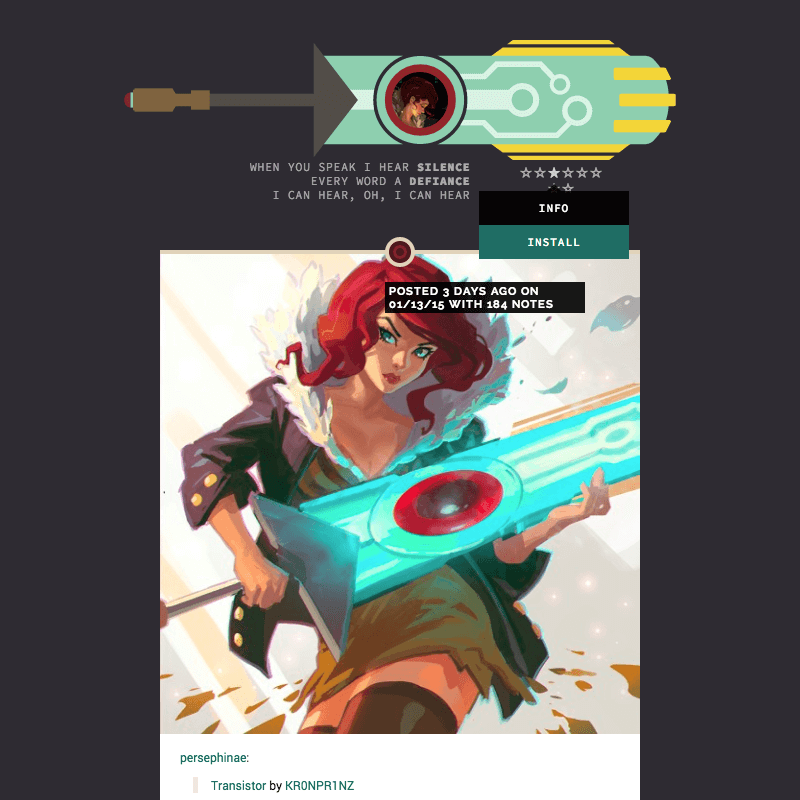 WHEN YOU SPEAK I HEAR SILENCE
EVERY WORD A DEFIANCE
I CAN HEAR, OH, I CAN HEAR
INFO
INSTALL
POSTED 3 DAYS AGO ON
01/13/15 WITH 184 NOTES
persephinae:
Transistor by KR0NPR1NZ